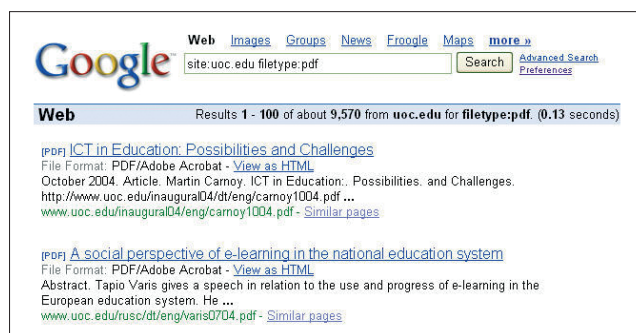 Google™
Web Images Groups News Froogle Maps more »
site:uoc.edu filetype:pdf Search Advanced Search
Preferences
Web Results 1 - 100 of about 9,570 from uoc.edu for filetype:pdf. (0.13 seconds)
[PDF] ICT in Education: Possibilities and Challenges
File Format: PDF/Adobe Acrobat - View as HTML
October 2004. Article. Martin Carnoy. ICT in Education:. Possibilities. and Challenges.
http://www.uoc.edu/inaugural04/dt/eng/carnoy1004.pdf ...
www.uoc.edu/inaugural04/eng/carnoy1004.pdf - Similar pages
[PDF] A social perspective of e-learning in the national education system
File Format: PDF/Adobe Acrobat - View as HTML
Abstract. Tapio Varis gives a speech in relation to the use and progress of e-learning in the
European education system. He ...
www.uoc.edu/rusc/dt/eng/varis0704.pdf - Similar pages